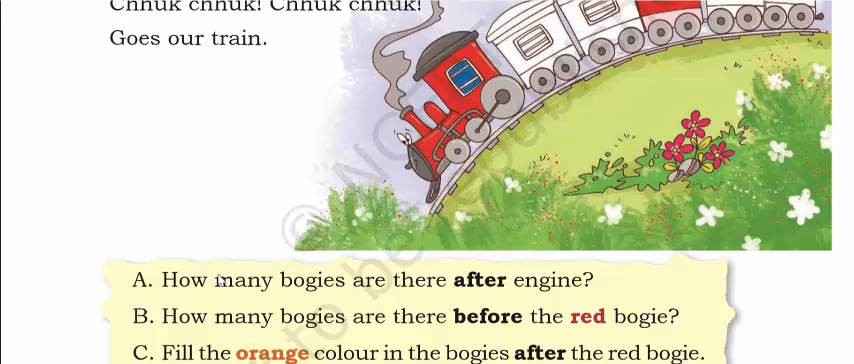 Chhuk chhuk! Chhuk chhuk!
Goes our train.
A. How many bogies are there after engine?
B. How many bogies are there before the red bogie?
C. Fill the orange colour in the bogies after the red bogie.